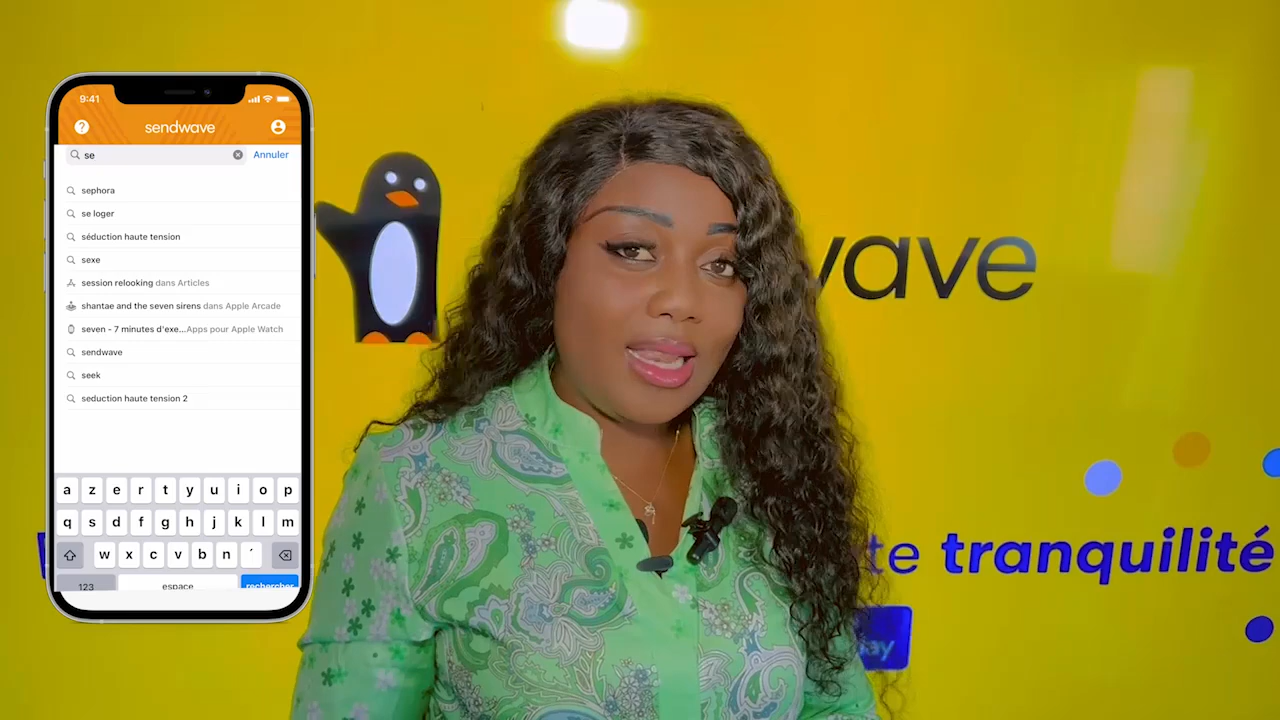 9:41
sendwave
se
Annuler
sephora
se loger
séduction haute tension
sexe
session relooking dans Articles
shantae and the seven sirens dans Apple Arcade
seven - 7 minutes d'exe...Apps pour Apple Watch
sendwave
seek
seduction haute tension 2
a z e r t y u i o p
q s d f g h j k l m
w x c v b n ´
123 espace rechercher
wave
te tranquilité